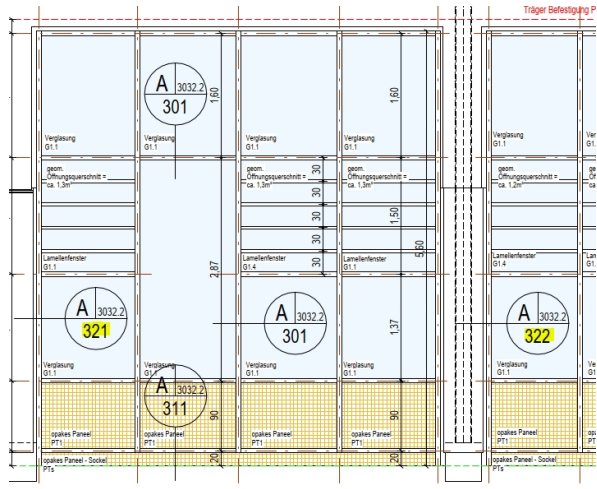 Träger Befestigung P
A 3032.2
301
1,60
1,60
Verglasung
G1.1
Verglasung
G1.1
Verglasung
G1.1
Verglasung
G1.1
Verglasung
G1.1
geom.
Öffnungsquerschnitt =
ca. 1,3m²
geom.
Öffnungsquerschnitt =
ca. 1,3m²
geom.
Öffnungsquerschnitt =
ca. 1,3m²
geom.
Öffnungsquerschnitt =
ca. 1,2m²
30
30
30
30
30
1,50
5,60
2,87
Lamellenfenster
G1.1
Lamellenfenster
G1.4
Lamellenfenster
G1.1
Lamellenfenster
G1.4
A 3032.2
321
A 3032.2
301
A 3032.2
322
1,37
Verglasung
G1.1
Verglasung
G1.1
Verglasung
G1.1
Verglasung
G1.1
Verglasung
G1.1
A 3032.2
311
90
90
opakes Paneel
PT1
opakes Paneel
PT1
opakes Paneel
PT1
opakes Paneel
PT1
20
20
opakes Paneel - Sockel
PTs
opakes Paneel - Sockel
PTs